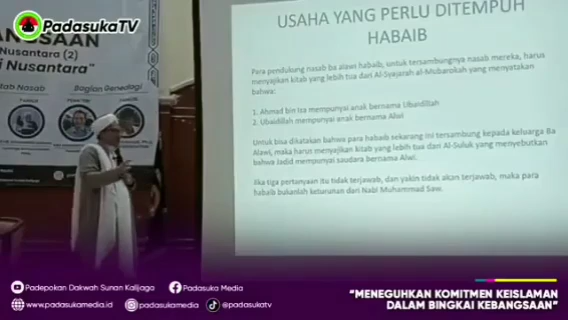 PadasukaTV
ANGSAAN
Nusantara (2)
i Nusantara"
tab Nasab
Bagian Genealogi
USAHA YANG PERLU DITEMPUH
HABAIB
Para pendukung nasab ba alawi habaib, untuk tersambungnya nasab mereka, harus
menyajikan kitab yang lebih tua dari Al-Syajarah al-Mubarokah yang menyatakan
bahwa:
1. Ahmad bin Isa mempunyai anak bernama Ubaidillah
2. Ubaidillah mempunyai anak bernama Alwi
Untuk bisa dikatakan bahwa para habaib sekarang ini tersambung kepada keluarga Ba
Alawi, maka harus menyajikan kitab yang lebih tua dari Al-Suluk yang menyebutkan
bahwa Jadid mempunyai saudara bernama Alwi.
Jika tiga pertanyaan itu tidak terjawab, dan yakin tidak akan terjawab, maka para
habaib bukanlah keturunan dari Nabi Muhammad Saw.
Padepokan Dakwah Sunan Kalijaga
Padasuka Media
www.padasukamedia.id
@padasukamedia.id
@padasukatv
"MENEGUHKAN KOMITMEN KEISLAMAN
DALAM BINGKAI KEBANGSAAN"